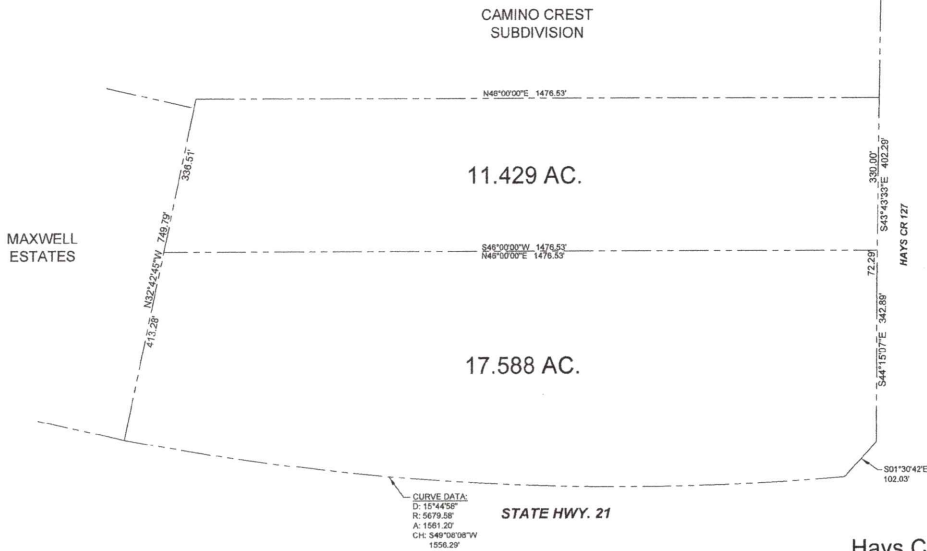 CAMINO CREST
SUBDIVISION
N46°00'00"E 1476.53'
336.51'
11.429 AC.
330.00'
S43°43'33"E 402.29'
HAYS CR 127
MAXWELL
ESTATES
N32°42'45"W 749.79'
S46°00'00"W 1476.53'
N46°00'00"E 1476.53'
72.29'
413.28'
17.588 AC.
S44°15'07"E 342.89'
S01°30'42"E
102.03'
CURVE DATA:
D: 15°44'58"
R: 5679.58'
A: 1561.20'
CH: S49°08'08"W
1556.29'
STATE HWY. 21
Hays C